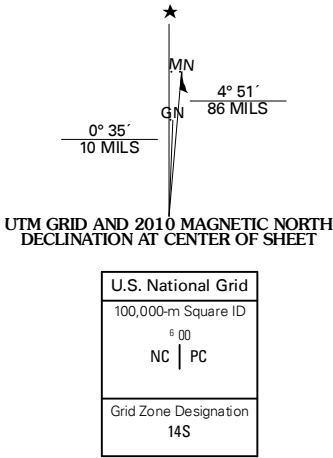 ★
MN
GN
4° 51´
86 MILS
0° 35´
10 MILS
UTM GRID AND 2010 MAGNETIC NORTH
DECLINATION AT CENTER OF SHEET
U.S. National Grid
100,000-m Square ID
6 00
NC PC
Grid Zone Designation
14S